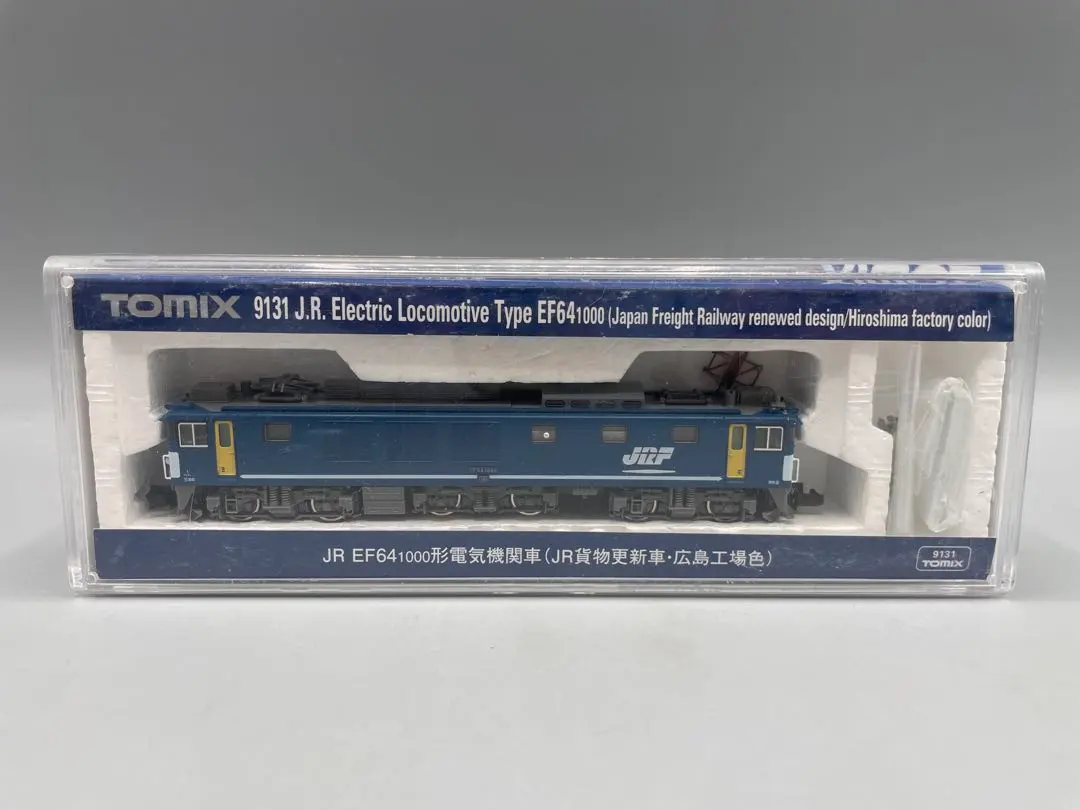 TOMIX 9131 J.R. Electric Locomotive Type EF641000 (Japan Freight Railway renewed design/Hiroshima factory color)
JRF
JR EF641000形電気機関車(JR貨物更新車・広島工場色)
9131
TOMIX